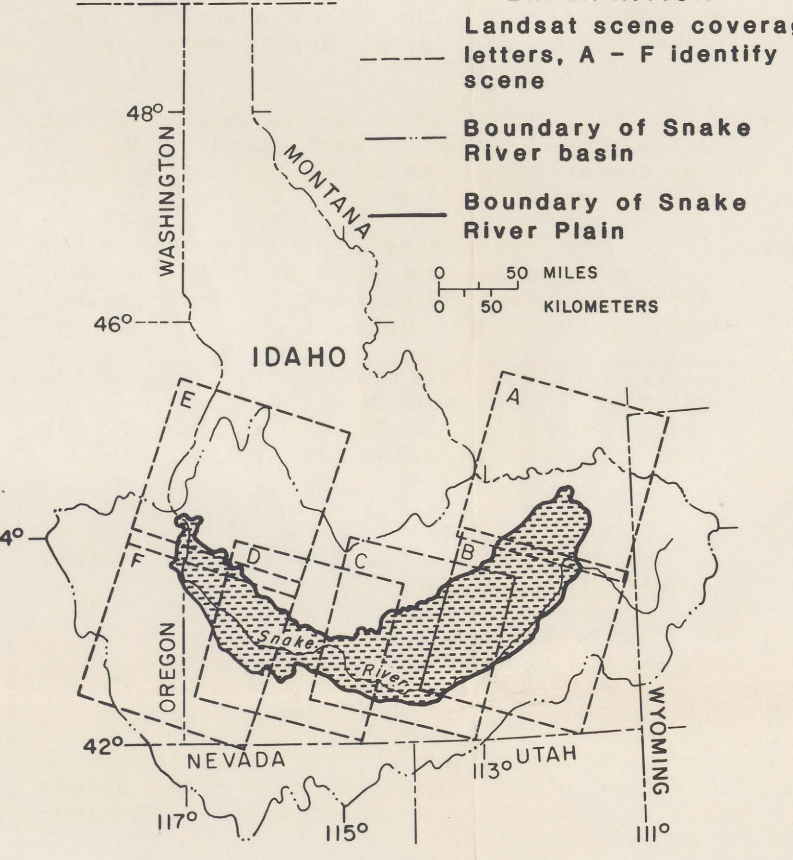 Landsat scene
letters, A - F identify
scene
Boundary of Snake
River basin
Boundary of Snake
River Plain
0 50 MILES
0 50 KILOMETERS
48°
WASHINGTON
MONTANA
46°
IDAHO
E
A
4°
F
D
C
B
Snake
River
OREGON
WYOMING
42°
NEVADA
113°
UTAH
117°
115°
111°